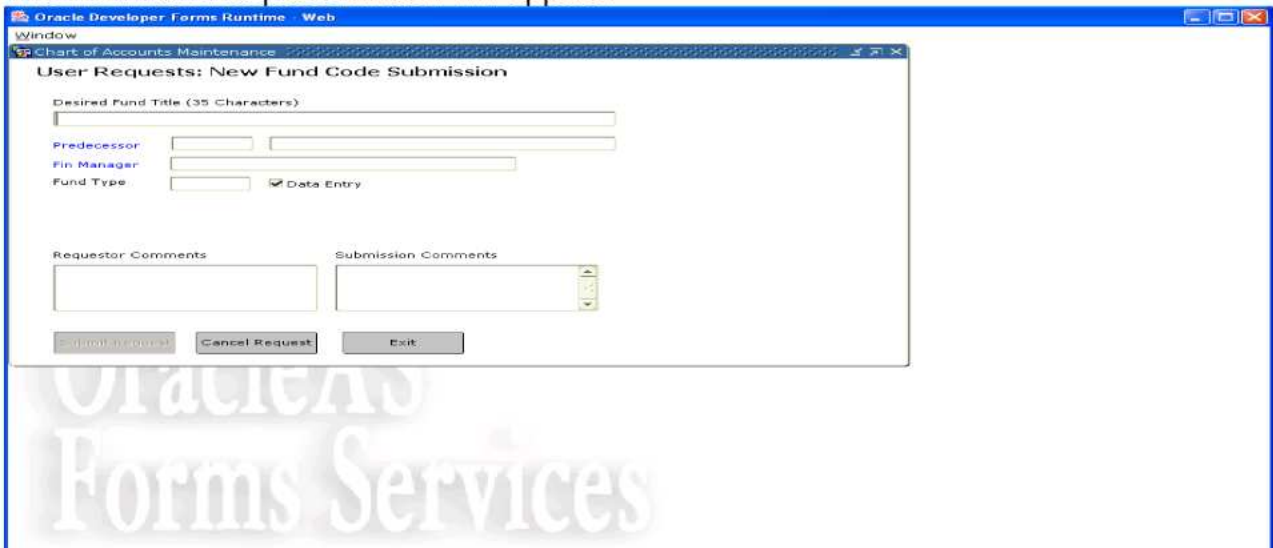 Oracle Developer Forms Runtime - Web
Window
Chart of Accounts Maintenance
User Requests: New Fund Code Submission
Desired Fund Title (35 Characters)
Predecessor
Fin Manager
Fund Type Data Entry
Requestor Comments Submission Comments
Submit Request Cancel Request Exit
OracleAS
Forms Services